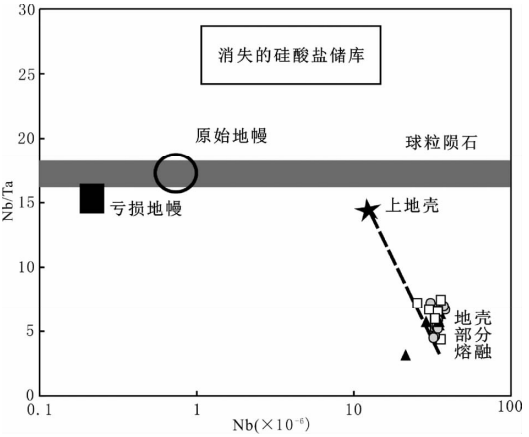 30
25
20
15
10
5
0
Nb/Ta
消失的硅酸盐储库
原始地幔
球粒陨石
亏损地幔
上地壳
地壳
部分
熔融
0.1
1
10
100
Nb(×10⁻⁶)